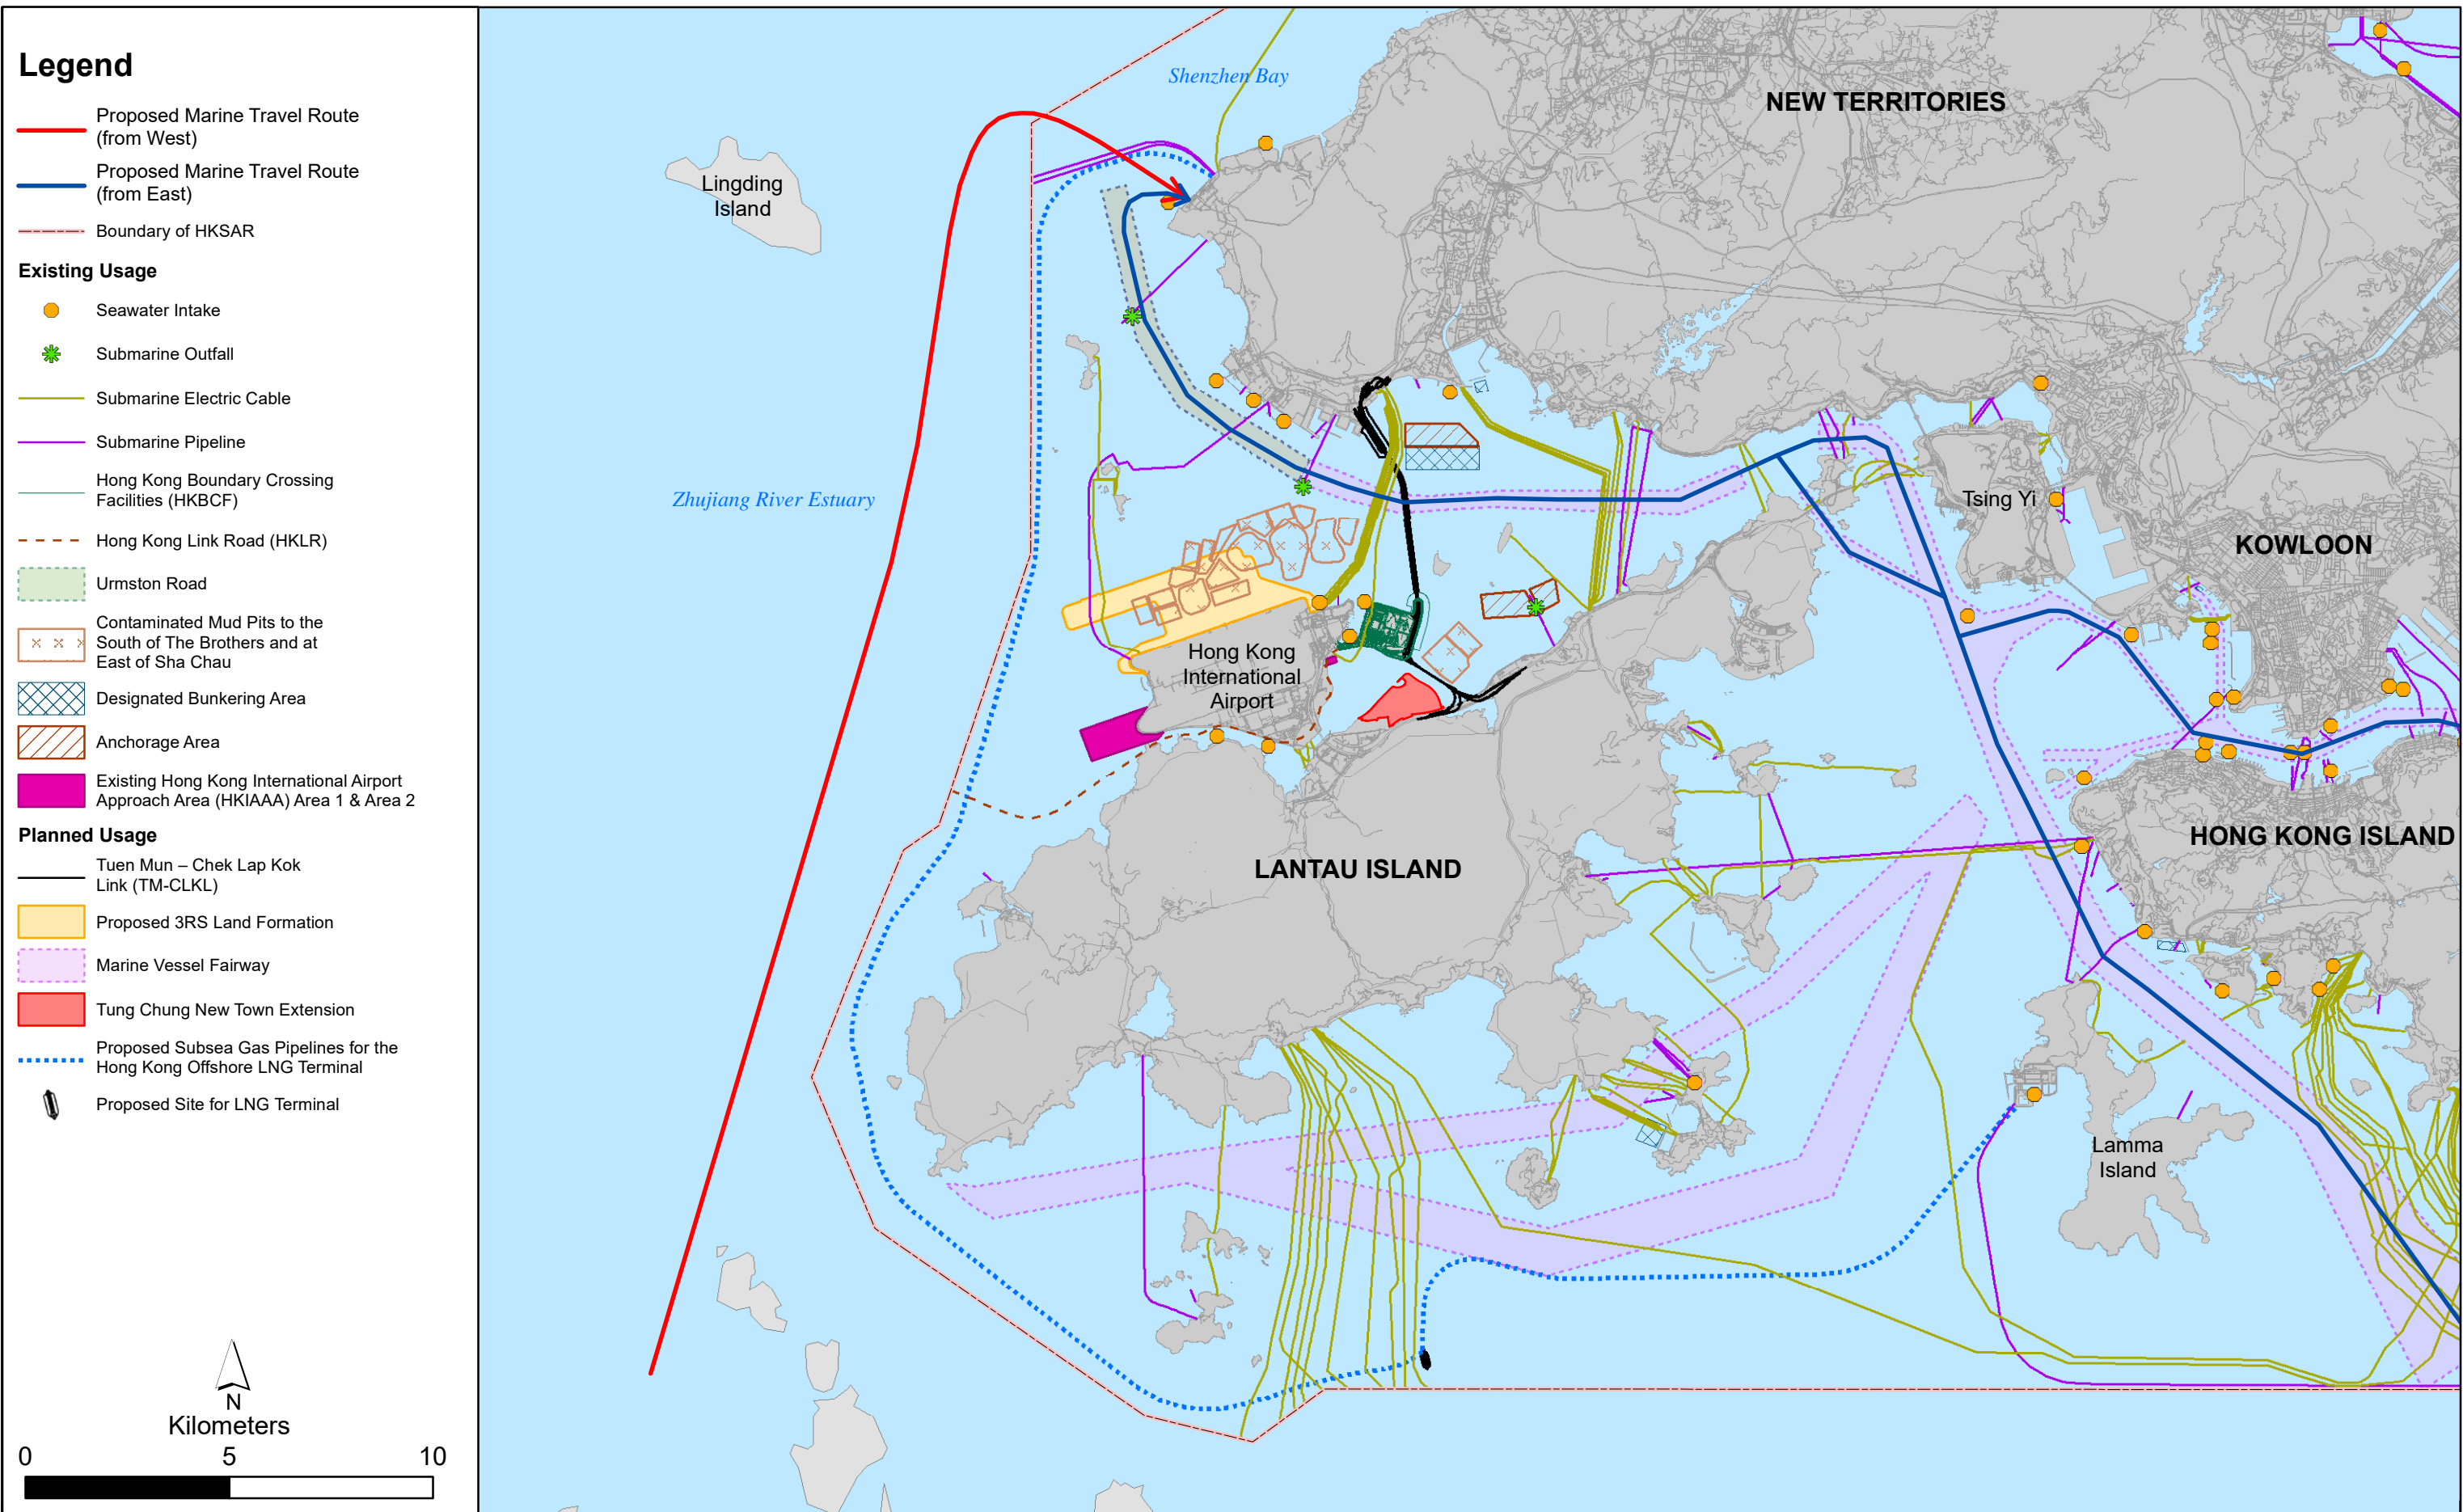 Legend
Proposed Marine Travel Route
(from West)
Proposed Marine Travel Route
(from East)
Boundary of HKSAR
Existing Usage
Seawater Intake
Submarine Outfall
Submarine Electric Cable
Submarine Pipeline
Hong Kong Boundary Crossing
Facilities (HKBCF)
Hong Kong Link Road (HKLR)
Urmston Road
Contaminated Mud Pits to the
South of The Brothers and at
East of Sha Chau
Designated Bunkering Area
Anchorage Area
Existing Hong Kong International Airport
Approach Area (HKIAAA) Area 1 & Area 2
Planned Usage
Tuen Mun – Chek Lap Kok
Link (TM-CLKL)
Proposed 3RS Land Formation
Marine Vessel Fairway
Tung Chung New Town Extension
Proposed Subsea Gas Pipelines for the
Hong Kong Offshore LNG Terminal
Proposed Site for LNG Terminal
N
Kilometers
0 5 10
Shenzhen Bay
NEW TERRITORIES
Lingding
Island
Zhujiang River Estuary
Tsing Yi
KOWLOON
Hong Kong
International
Airport
HONG KONG ISLAND
LANTAU ISLAND
Lamma
Island